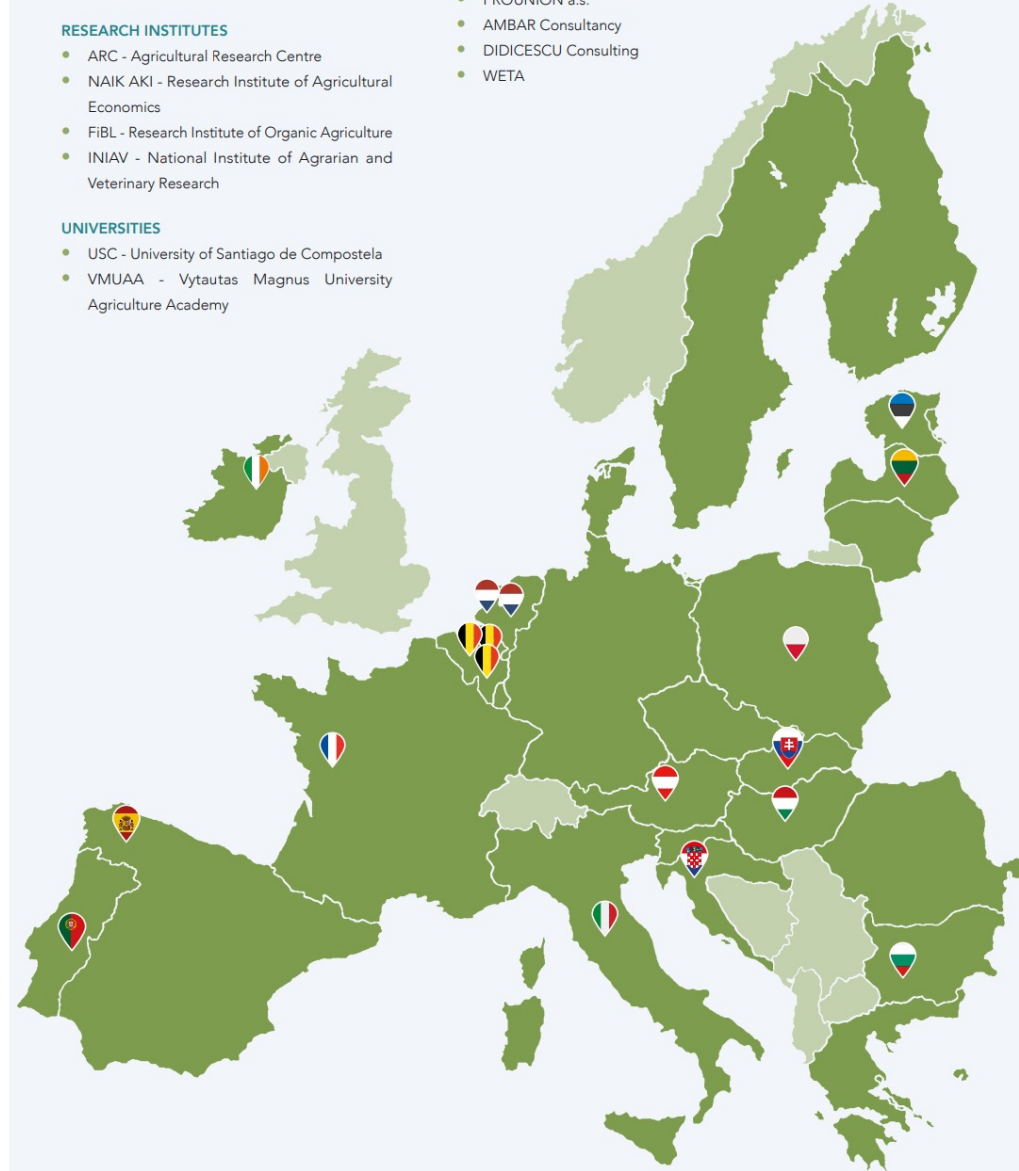 RESEARCH INSTITUTES
• ARC - Agricultural Research Centre
• NAIK AKI - Research Institute of Agricultural
Economics
• FiBL - Research Institute of Organic Agriculture
• INIAV - National Institute of Agrarian and
Veterinary Research
UNIVERSITIES
• USC - University of Santiago de Compostela
• VMUAA - Vytautas Magnus University
Agriculture Academy
• PROUNION a.s.
• AMBAR Consultancy
• DIDICESCU Consulting
• WETA